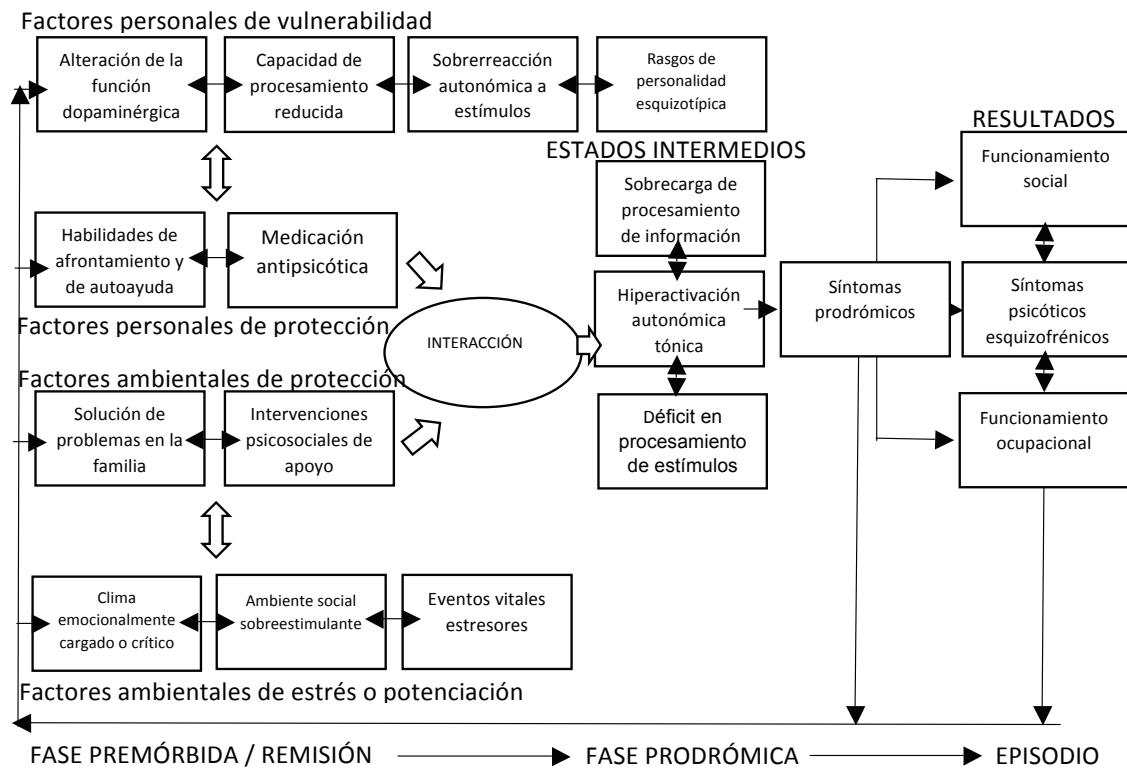 Factores personales de vulnerabilidad
Alteración de la
función
dopaminérgica
Capacidad de
procesamiento
reducida
Sobrerreacción
autonómica a
estímulos
Rasgos de
personalidad
esquizotípica
RESULTADOS
Funcionamiento
social
ESTADOS INTERMEDIOS
Sobrecarga de
procesamiento
de información
Habilidades de
afrontamiento y
de autoayuda
Medicación
antipsicótica
Factores personales de protección
INTERACCIÓN
Hiperactivación
autonómica
tónica
Síntomas
prodrómicos
Síntomas
psicóticos
esquizofrénicos
Factores ambientales de protección
Solución de
problemas en la
familia
Intervenciones
psicosociales de
apoyo
Déficit en
procesamiento
de estímulos
Funcionamiento
ocupacional
Clima
emocionalmente
cargado o crítico
Ambiente social
sobreestimulante
Eventos vitales
estresores
Factores ambientales de estrés o potenciación
FASE PREMÓRBIDA / REMISIÓN
FASE PRODRÓMICA
EPISODIO